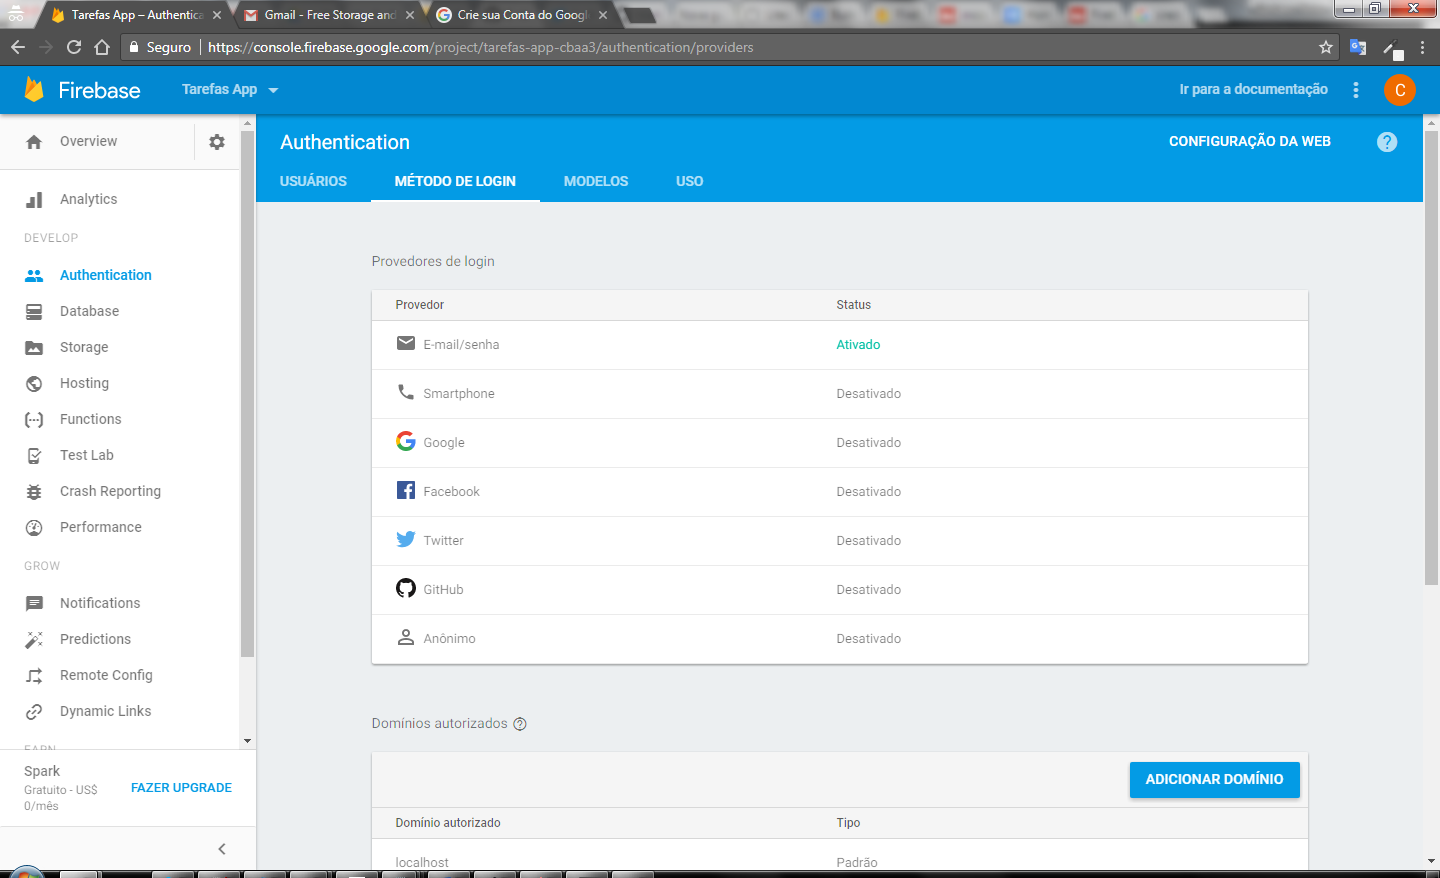 Tarefas App – Authentica
Gmail - Free Storage and
Crie sua Conta do Googl
Seguro
https://console.firebase.google.com/project/tarefas-app-cbaa3/authentication/providers
Firebase
Tarefas App
Ir para a documentação
C
Overview
Authentication
CONFIGURAÇÃO DA WEB
?
USUÁRIOS
MÉTODO DE LOGIN
MODELOS
USO
Analytics
DEVELOP
Authentication
Database
Storage
Hosting
Functions
Test Lab
Crash Reporting
Performance
GROW
Notifications
Predictions
Remote Config
Dynamic Links
EARN
Spark
Gratuito - US$
0/mês
FAZER UPGRADE
Provedores de login
Provedor
Status
E-mail/senha
Ativado
Smartphone
Desativado
Google
Desativado
Facebook
Desativado
Twitter
Desativado
GitHub
Desativado
Anônimo
Desativado
Domínios autorizados
?
ADICIONAR DOMÍNIO
Domínio autorizado
Tipo
localhost
Padrão